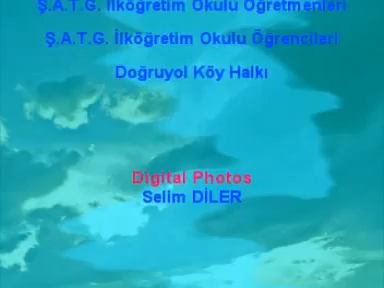 Ş.A.T.G. İlköğretim Okulu Öğretmenleri
Ş.A.T.G. İlköğretim Okulu Öğrencileri
Doğruyol Köy Halkı
Digital Photos
Selim DİLER